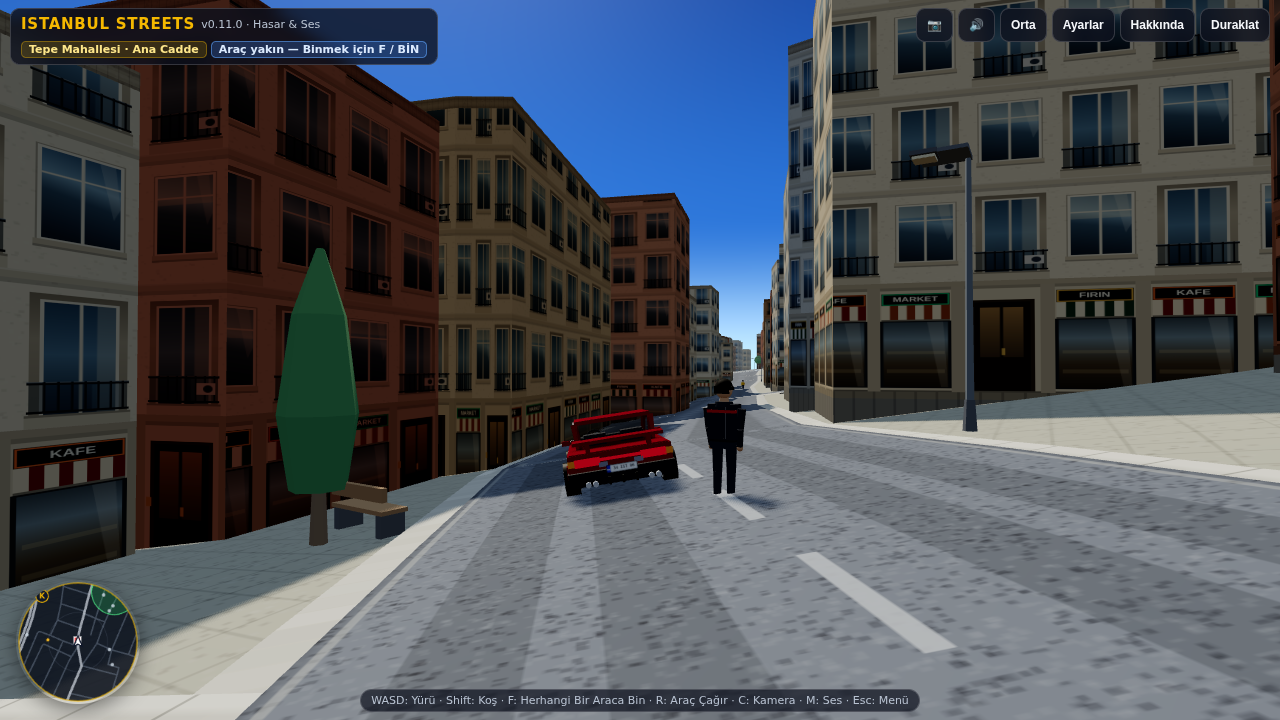 ISTANBUL STREETS v0.11.0 · Hasar & Ses
Tepe Mahallesi · Ana Cadde
Araç yakın — Binmek için F / BİN
Orta
Ayarlar
Hakkında
Duraklat
MARKET
FIRIN
KAFE
KAFE
K
WASD: Yürü · Shift: Koş · F: Herhangi Bir Araca Bin · R: Araç Çağır · C: Kamera · M: Ses · Esc: Menü